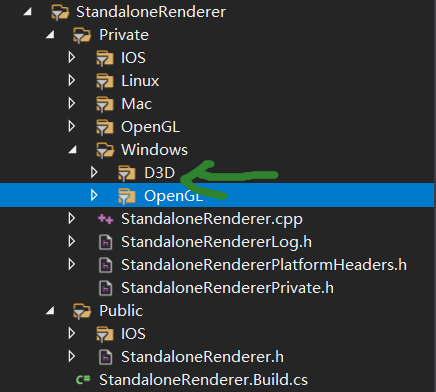 StandaloneRenderer
Private
IOS
Linux
Mac
OpenGL
Windows
D3D
OpenGL
StandaloneRenderer.cpp
StandaloneRendererLog.h
StandaloneRendererPlatformHeaders.h
StandaloneRendererPrivate.h
Public
IOS
StandaloneRenderer.h
C# StandaloneRenderer.Build.cs